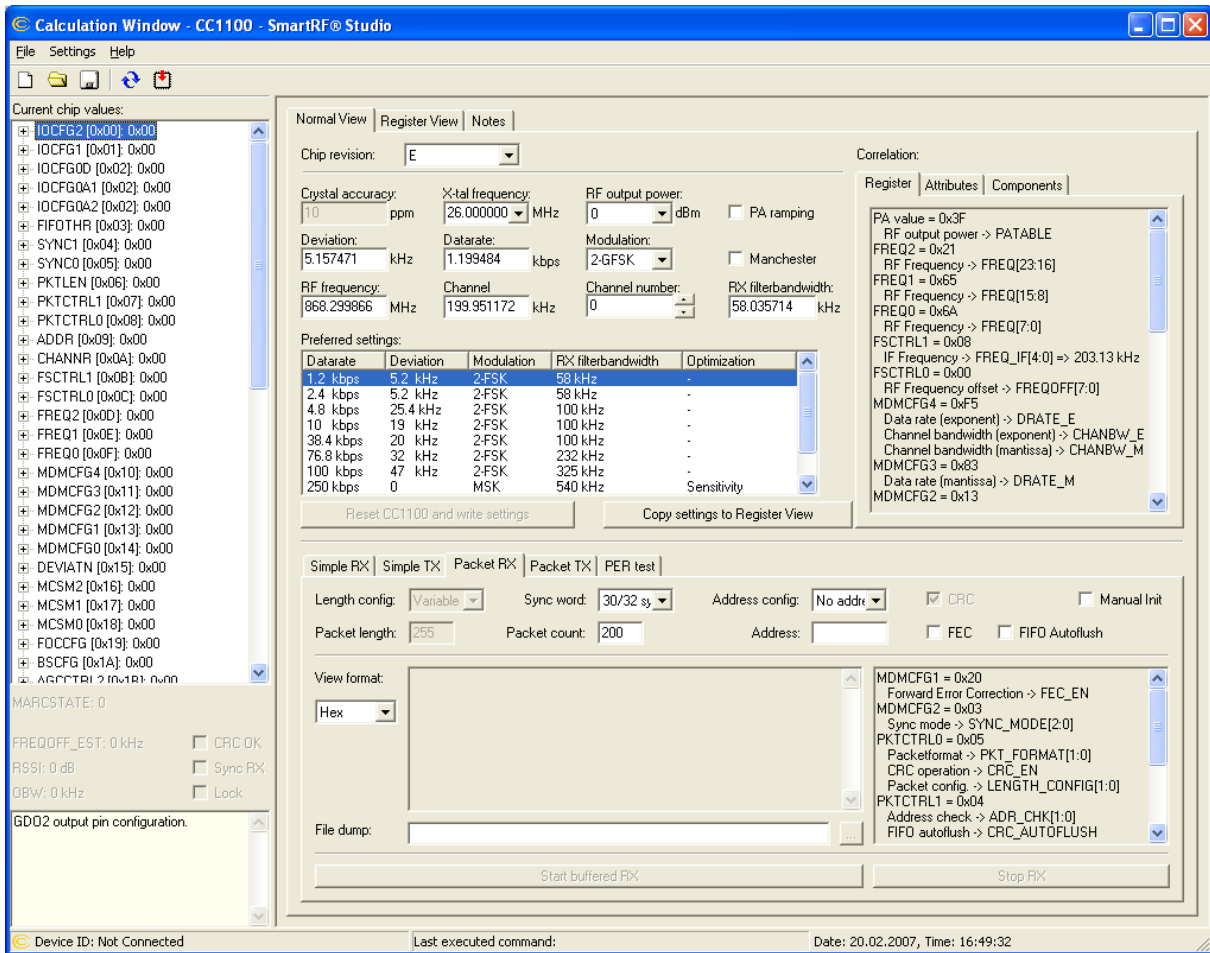 Calculation Window - CC1100 - SmartRF® Studio
File Settings Help
Current chip values:
IOCFG2 [0x00]: 0x00
IOCFG1 [0x01]: 0x00
IOCFG0D [0x02]: 0x00
IOCFG0A1 [0x02]: 0x00
IOCFG0A2 [0x02]: 0x00
FIFOTHR [0x03]: 0x00
SYNC1 [0x04]: 0x00
SYNC0 [0x05]: 0x00
PKTLEN [0x06]: 0x00
PKTCTRL1 [0x07]: 0x00
PKTCTRL0 [0x08]: 0x00
ADDR [0x09]: 0x00
CHANNR [0x0A]: 0x00
FSCTRL1 [0x0B]: 0x00
FSCTRL0 [0x0C]: 0x00
FREQ2 [0x0D]: 0x00
FREQ1 [0x0E]: 0x00
FREQ0 [0x0F]: 0x00
MDMCFG4 [0x10]: 0x00
MDMCFG3 [0x11]: 0x00
MDMCFG2 [0x12]: 0x00
MDMCFG1 [0x13]: 0x00
MDMCFG0 [0x14]: 0x00
DEVIATN [0x15]: 0x00
MCSM2 [0x16]: 0x00
MCSM1 [0x17]: 0x00
MCSM0 [0x18]: 0x00
FOCCFG [0x19]: 0x00
BSCFG [0x1A]: 0x00
AGCCTRL2 [0x1B]: 0x00
MARCSTATE: 0
FREQOFF_EST: 0 kHz CRC OK
RSSI: 0 dB Sync RX
OBW: 0 kHz Lock
GDO2 output pin configuration.
Normal View Register View Notes
Chip revision: E
Crystal accuracy: X-tal frequency: RF output power:
10 ppm 26.000000 MHz 0 dBm PA ramping
Deviation: Datarate: Modulation:
5.157471 kHz 1.199484 kbps 2-GFSK Manchester
RF frequency: Channel Channel number: RX filterbandwidth:
868.299866 MHz 199.951172 kHz 0 58.035714 kHz
Preferred settings:
Datarate Deviation Modulation RX filterbandwidth Optimization
1.2 kbps 5.2 kHz 2-FSK 58 kHz -
2.4 kbps 5.2 kHz 2-FSK 58 kHz -
4.8 kbps 25.4 kHz 2-FSK 100 kHz -
10 kbps 19 kHz 2-FSK 100 kHz -
38.4 kbps 20 kHz 2-FSK 100 kHz -
76.8 kbps 32 kHz 2-FSK 232 kHz -
100 kbps 47 kHz 2-FSK 325 kHz -
250 kbps 0 MSK 540 kHz Sensitivity
Reset CC1100 and write settings Copy settings to Register View
Correlation:
Register Attributes Components
PA value = 0x3F
RF output power -> PATABLE
FREQ2 = 0x21
RF Frequency -> FREQ[23:16]
FREQ1 = 0x65
RF Frequency -> FREQ[15:8]
FREQ0 = 0x6A
RF Frequency -> FREQ[7:0]
FSCTRL1 = 0x08
IF Frequency -> FREQ_IF[4:0] => 203.13 kHz
FSCTRL0 = 0x00
RF Frequency offset -> FREQOFF[7:0]
MDMCFG4 = 0xF5
Data rate (exponent) -> DRATE_E
Channel bandwidth (exponent) -> CHANBW_E
Channel bandwidth (mantissa) -> CHANBW_M
MDMCFG3 = 0x83
Data rate (mantissa) -> DRATE_M
MDMCFG2 = 0x13
Simple RX Simple TX Packet RX Packet TX PER test
Length config: Variable Sync word: 30/32 sy Address config: No addre CRC Manual Init
Packet length: 255 Packet count: 200 Address: FEC FIFO Autoflush
View format:
Hex
File dump:
...
MDMCFG1 = 0x20
Forward Error Correction -> FEC_EN
MDMCFG2 = 0x03
Sync mode -> SYNC_MODE[2:0]
PKTCTRL0 = 0x05
Packetformat -> PKT_FORMAT[1:0]
CRC operation -> CRC_EN
Packet config. -> LENGTH_CONFIG[1:0]
PKTCTRL1 = 0x04
Address check -> ADR_CHK[1:0]
FIFO autoflush -> CRC_AUTOFLUSH
Start buffered RX Stop RX
Device ID: Not Connected Last executed command: Date: 20.02.2007, Time: 16:49:32